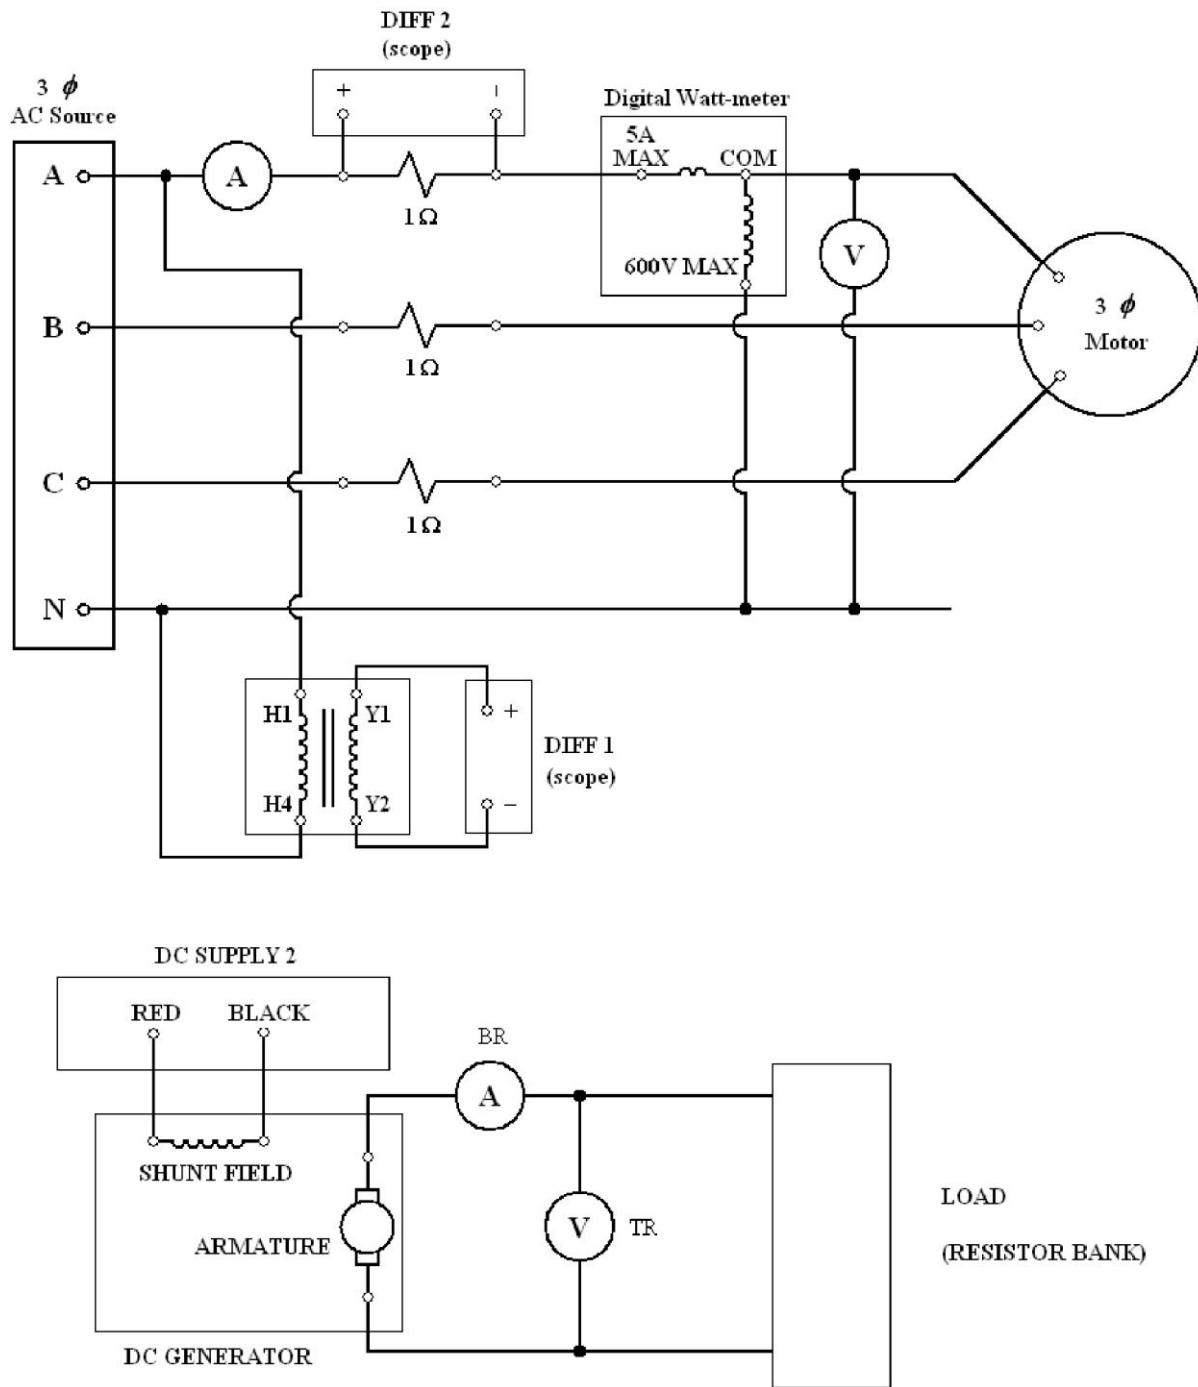 DIFF 2
(scope)
+ -
3 ϕ
AC Source
Digital Watt-meter
5A
MAX
COM
A
A
1Ω
600V MAX
V
B
1Ω
3 ϕ
Motor
C
1Ω
N
H1
Y1
+
DIFF 1
(scope)
H4
Y2
-
DC SUPPLY 2
RED
BLACK
BR
A
SHUNT FIELD
ARMATURE
V
TR
LOAD
(RESISTOR BANK)
DC GENERATOR